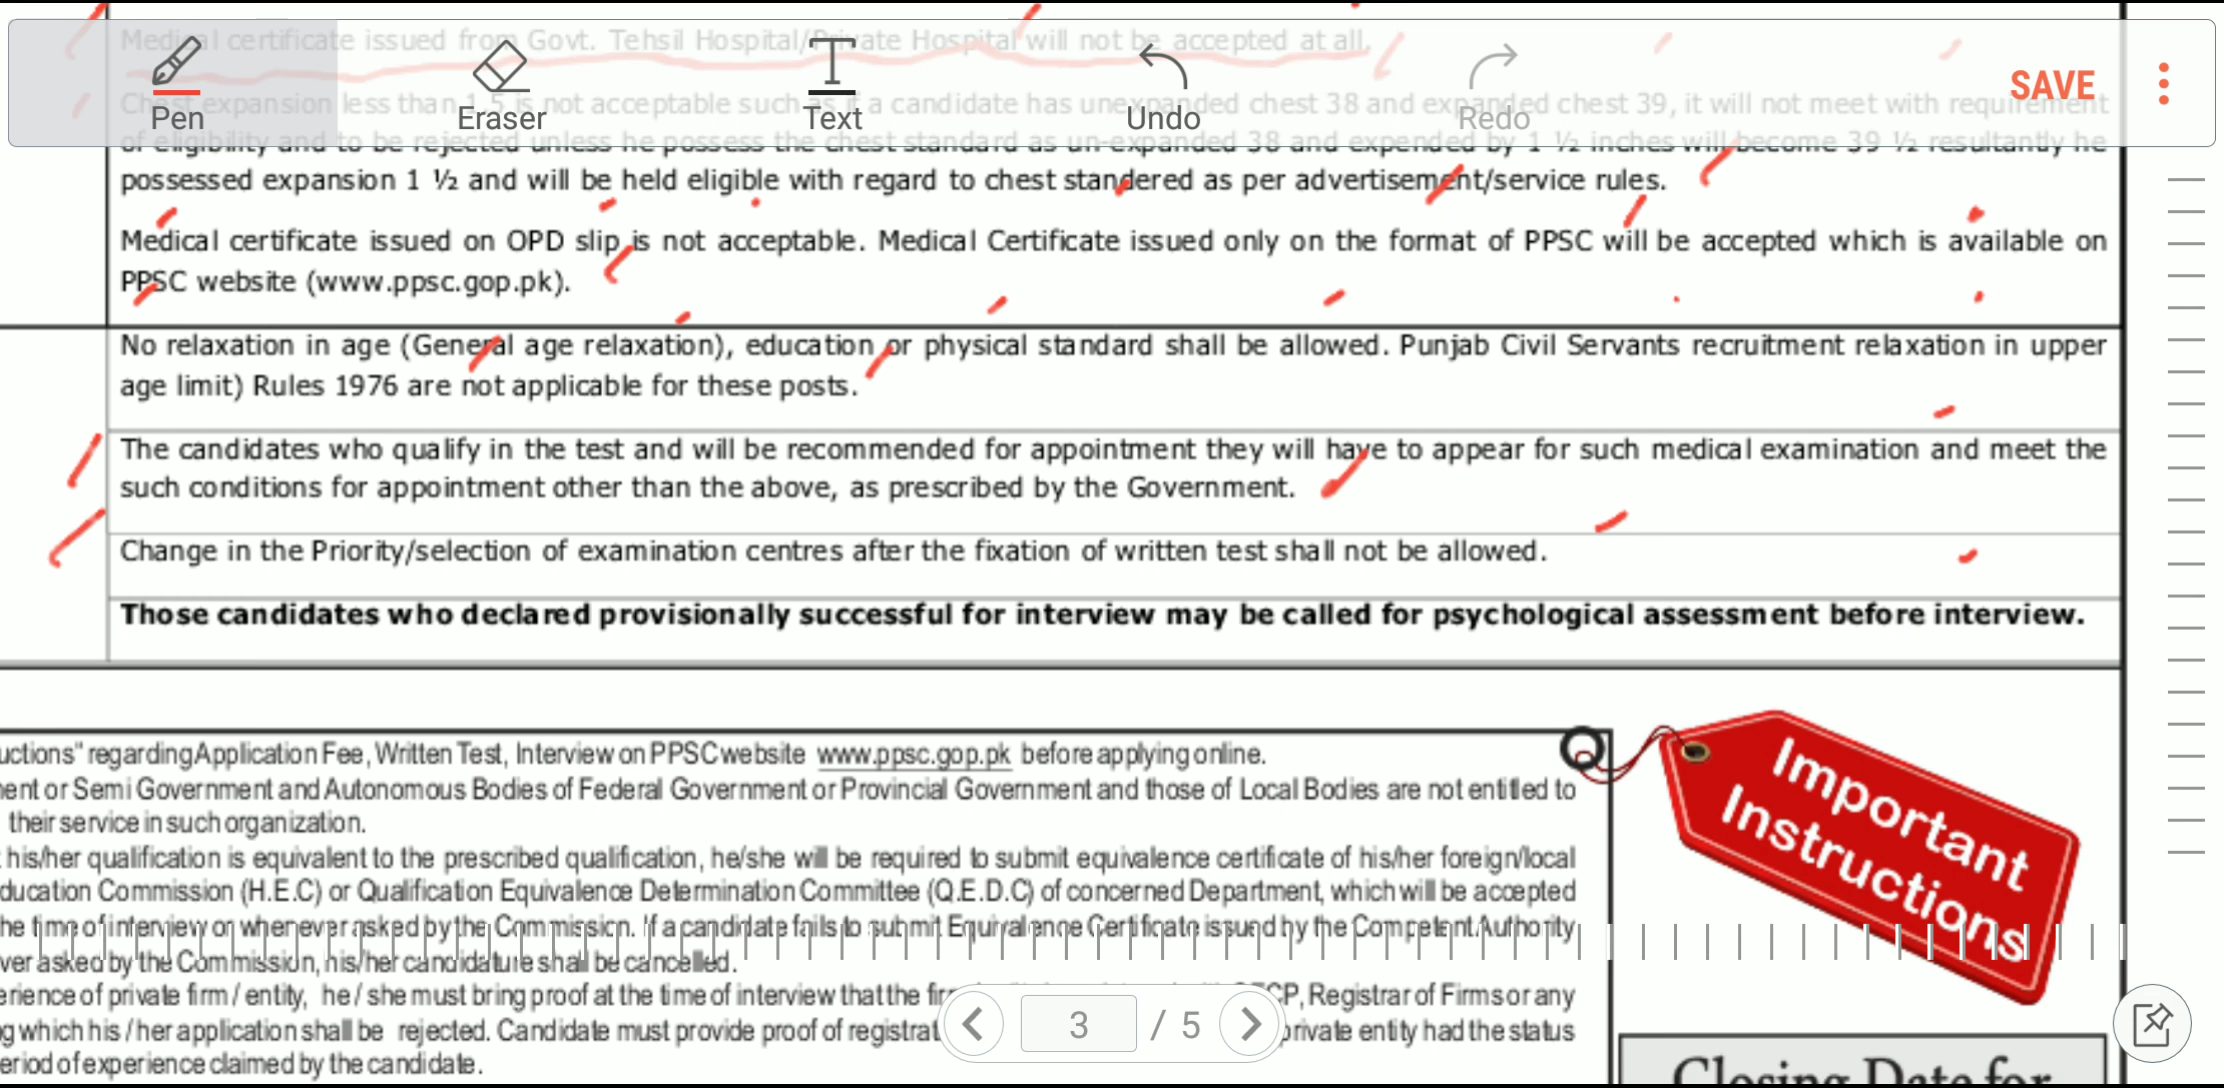 Medical certificate issued from Govt. Tehsil Hospital/Private Hospital will not be accepted at all.
Chest expansion less than 1.5 is not acceptable such as if a candidate has unexpanded chest 38 and expanded chest 39, it will not meet with requirement
of eligibility and to be rejected unless he possess the chest standard as un-expanded 38 and expended by 1 ½ inches will become 39 ½ resultantly he
possessed expansion 1 ½ and will be held eligible with regard to chest standered as per advertisement/service rules.
Pen
Eraser
Text
Undo
Redo
SAVE
Medical certificate issued on OPD slip is not acceptable. Medical Certificate issued only on the format of PPSC will be accepted which is available on
PPSC website (www.ppsc.gop.pk).
No relaxation in age (General age relaxation), education or physical standard shall be allowed. Punjab Civil Servants recruitment relaxation in upper
age limit) Rules 1976 are not applicable for these posts.
The candidates who qualify in the test and will be recommended for appointment they will have to appear for such medical examination and meet the
such conditions for appointment other than the above, as prescribed by the Government.
Change in the Priority/selection of examination centres after the fixation of written test shall not be allowed.
Those candidates who declared provisionally successful for interview may be called for psychological assessment before interview.
uctions" regarding Application Fee, Written Test, Interview on PPSC website www.ppsc.gop.pk before applying online.
ent or Semi Government and Autonomous Bodies of Federal Government or Provincial Government and those of Local Bodies are not entitled to
their service in such organization.
his/her qualification is equivalent to the prescribed qualification, he/she will be required to submit equivalence certificate of his/her foreign/local
ducation Commission (H.E.C) or Qualification Equivalence Determination Committee (Q.E.D.C) of concerned Department, which will be accepted
he time of interview or whenever asked by the Commission. If a candidate fails to submit Equivalence Certificate issued by the Competent Authority
ver asked by the Commission, his/her candidature shall be cancelled.
erience of private firm / entity, he / she must bring proof at the time of interview that the CP, Registrar of Firms or any
g which his / her application shall be rejected. Candidate must provide proof of private entity had the status
eriod of experience claimed by the candidate.
Important
Instructions
3 / 5
Closing Date for